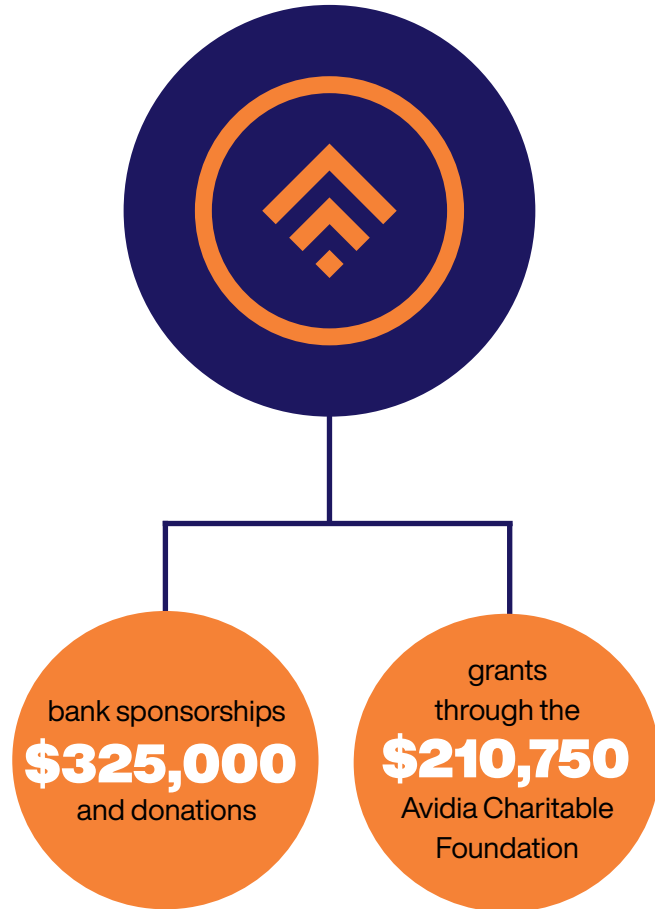 bank sponsorships
$325,000
and donations
grants
through the
$210,750
Avidia Charitable
Foundation